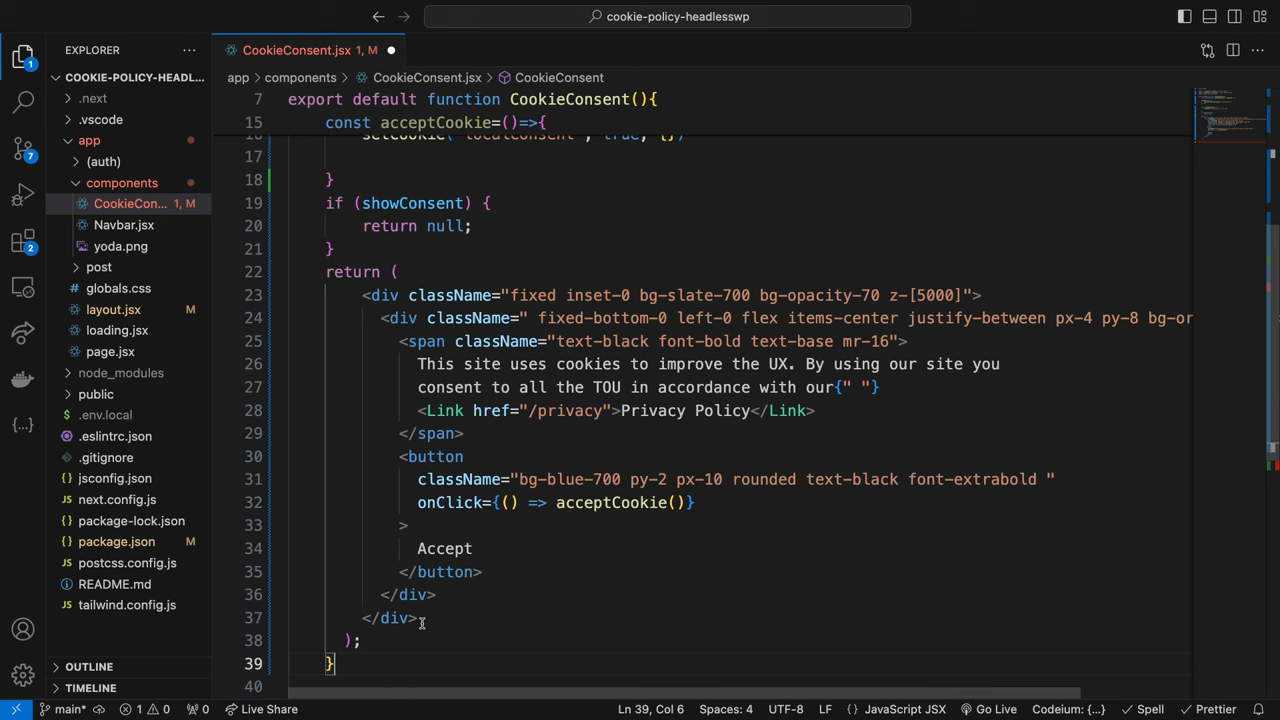 cookie-policy-headlesswp
EXPLORER
CookieConsent.jsx 1, M
COOKIE-POLICY-HEADL...
app > components > CookieConsent.jsx > CookieConsent
.next
.vscode
app
(auth)
components
CookieCon... 1, M
Navbar.jsx
yoda.png
post
globals.css
layout.jsx M
loading.jsx
page.jsx
node_modules
public
.env.local
.eslintrc.json
.gitignore
jsconfig.json
next.config.js
package-lock.json
package.json M
postcss.config.js
README.md
tailwind.config.js
OUTLINE
TIMELINE
1
7
2
7 export default function CookieConsent(){
15 const acceptCookie=()=>{
16 setCookie("localConsent", true, {})
17
18 }
19 if (showConsent) {
20 return null;
21 }
22 return (
23 <div className="fixed inset-0 bg-slate-700 bg-opacity-70 z-[5000]">
24 <div className=" fixed-bottom-0 left-0 flex items-center justify-between px-4 py-8 bg-or
25 <span className="text-black font-bold text-base mr-16">
26 This site uses cookies to improve the UX. By using our site you
27 consent to all the TOU in accordance with our{" "}
28 <Link href="/privacy">Privacy Policy</Link>
29 </span>
30 <button
31 className="bg-blue-700 py-2 px-10 rounded text-black font-extrabold "
32 onClick={() => acceptCookie()}
33 >
34 Accept
35 </button>
36 </div>
37 </div>
38 );
39 }
40
main* 1 0 0 Live Share Ln 39, Col 6 Spaces: 4 UTF-8 LF {} JavaScript JSX Go Live Codeium: {...} Spell Prettier